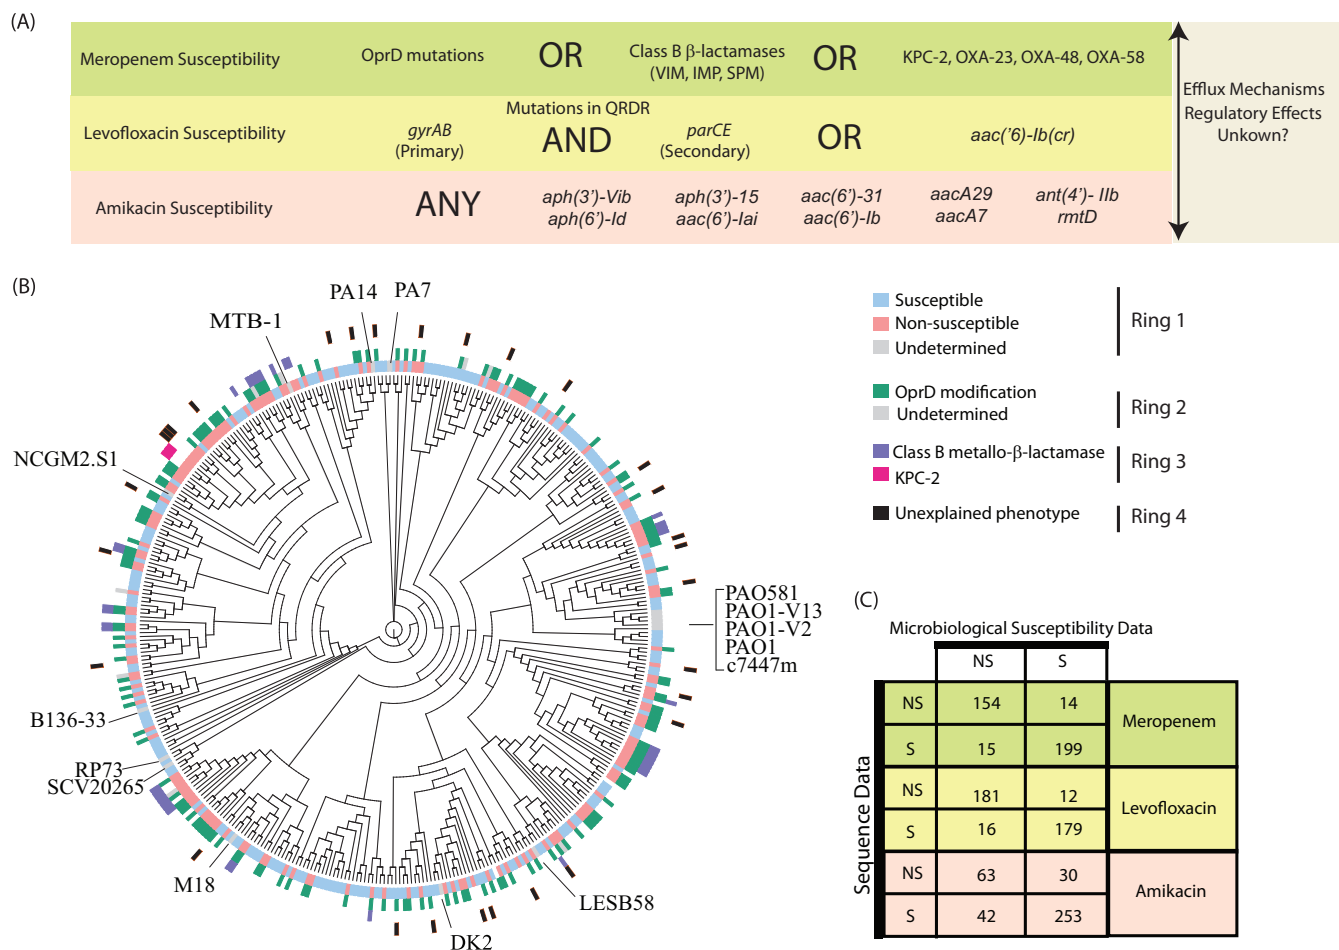 (A)
Meropenem Susceptibility
OprD mutations
OR
Class B β-lactamases
(VIM, IMP, SPM)
OR
KPC-2, OXA-23, OXA-48, OXA-58
Levofloxacin Susceptibility
Mutations in QRDR
gyrAB
(Primary)
AND
parCE
(Secondary)
OR
aac('6)-Ib(cr)
Amikacin Susceptibility
ANY
aph(3')-Vib
aph(6')-Id
aph(3')-15
aac(6')-Iai
aac(6')-31
aac(6')-Ib
aacA29
aacA7
ant(4')- IIb
rmtD
Efflux Mechanisms
Regulatory Effects
Unkown?
(B)
PA14
PA7
MTB-1
NCGM2.S1
B136-33
RP73
SCV20265
M18
DK2
LESB58
PAO581
PAO1-V13
PAO1-V2
PAO1
c7447m
Susceptible
Non-susceptible
Undetermined
Ring 1
OprD modification
Undetermined
Ring 2
Class B metallo-β-lactamase
KPC-2
Ring 3
Unexplained phenotype
Ring 4
(C)
Microbiological Susceptibility Data
NS S
Sequence Data
NS 154 14
S 15 199
Meropenem
NS 181 12
S 16 179
Levofloxacin
NS 63 30
S 42 253
Amikacin